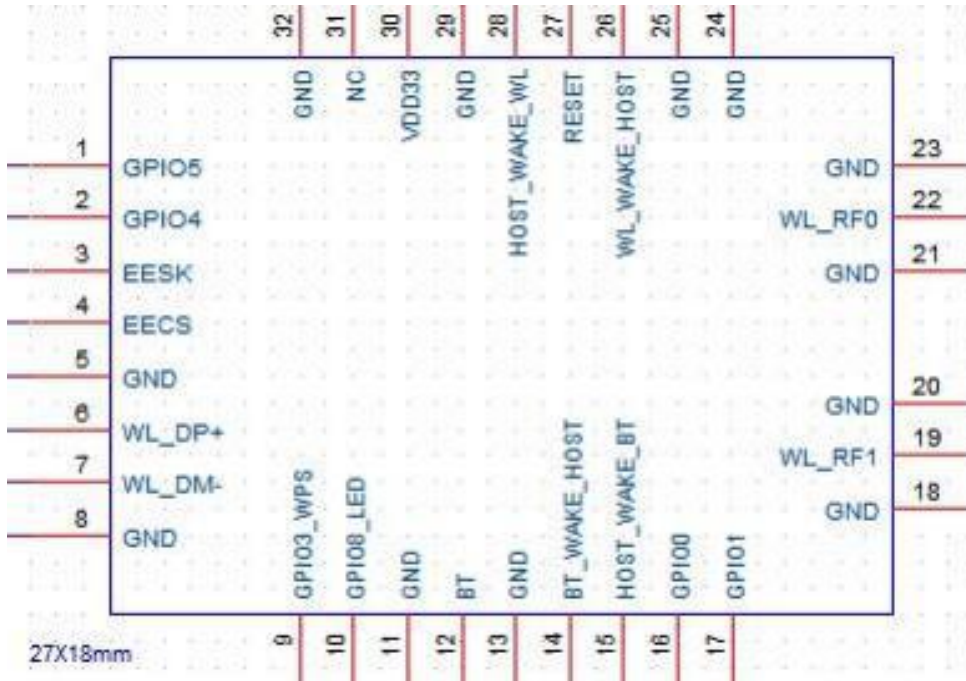 32 31 30 29 28 27 26 25 24
GND NC VDD33 GND HOST_WAKE_WL RESET WL_WAKE_HOST GND GND
1 GPIO5
2 GPIO4
3 EESK
4 EECS
5 GND
6 WL_DP+
7 WL_DM-
8 GND
GND 23
WL_RF0 22
GND 21
GND 20
WL_RF1 19
GND 18
GPIO3_WPS GPIO8_LED GND BT GND BT_WAKE_HOST HOST_WAKE_BT GPIO0 GPIO1
9 10 11 12 13 14 15 16 17
27X18mm